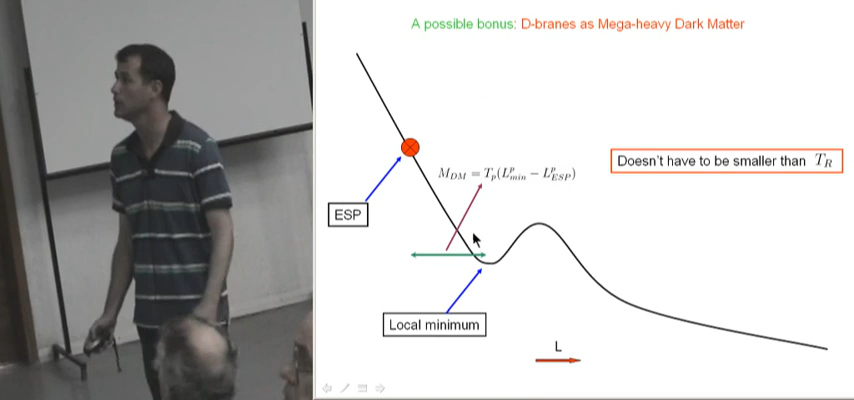 A possible bonus: D-branes as Mega-heavy Dark Matter
Doesn't have to be smaller than T_R
M_{DM} = T_p(L^p_{min} − L^p_{ESP})
ESP
Local minimum
L